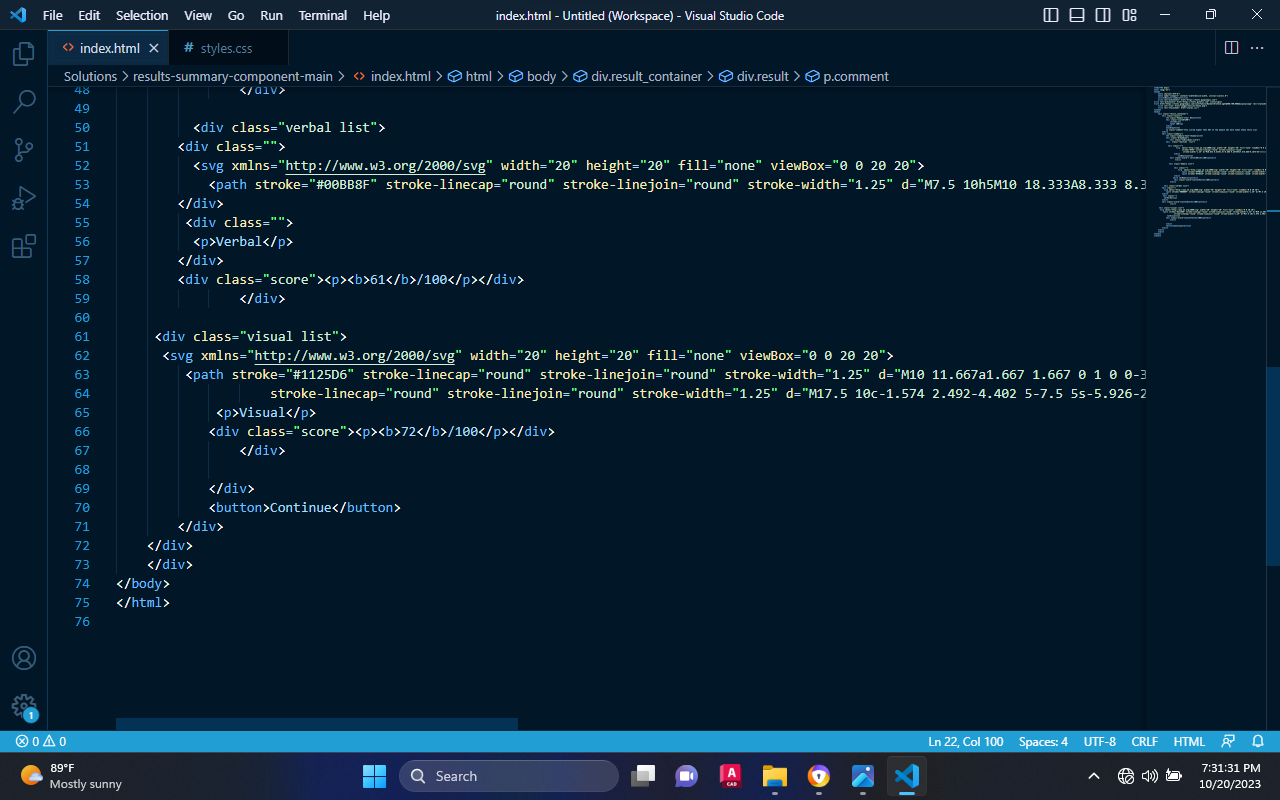 File Edit Selection View Go Run Terminal Help index.html - Untitled (Workspace) - Visual Studio Code
index.html styles.css
Solutions > results-summary-component-main > index.html > html > body > div.result_container > div.result > p.comment
48 </div>
49
50 <div class="verbal list">
51 <div class="">
52 <svg xmlns="http://www.w3.org/2000/svg" width="20" height="20" fill="none" viewBox="0 0 20 20">
53 <path stroke="#00BB8F" stroke-linecap="round" stroke-linejoin="round" stroke-width="1.25" d="M7.5 10h5M10 18.333A8.333 8.3
54 </div>
55 <div class="">
56 <p>Verbal</p>
57 </div>
58 <div class="score"><p><b>61</b>/100</p></div>
59 </div>
60
61 <div class="visual list">
62 <svg xmlns="http://www.w3.org/2000/svg" width="20" height="20" fill="none" viewBox="0 0 20 20">
63 <path stroke="#1125D6" stroke-linecap="round" stroke-linejoin="round" stroke-width="1.25" d="M10 11.667a1.667 1.667 0 1 0 0-3
64 stroke-linecap="round" stroke-linejoin="round" stroke-width="1.25" d="M17.5 10c-1.574 2.492-4.402 5-7.5 5s-5.926-2
65 <p>Visual</p>
66 <div class="score"><p><b>72</b>/100</p></div>
67 </div>
68
69 </div>
70 <button>Continue</button>
71 </div>
72 </div>
73 </div>
74 </body>
75 </html>
76
1
0 0 Ln 22, Col 100 Spaces: 4 UTF-8 CRLF HTML
89°F
Mostly sunny
Search
A
CAD
7:31:31 PM
10/20/2023